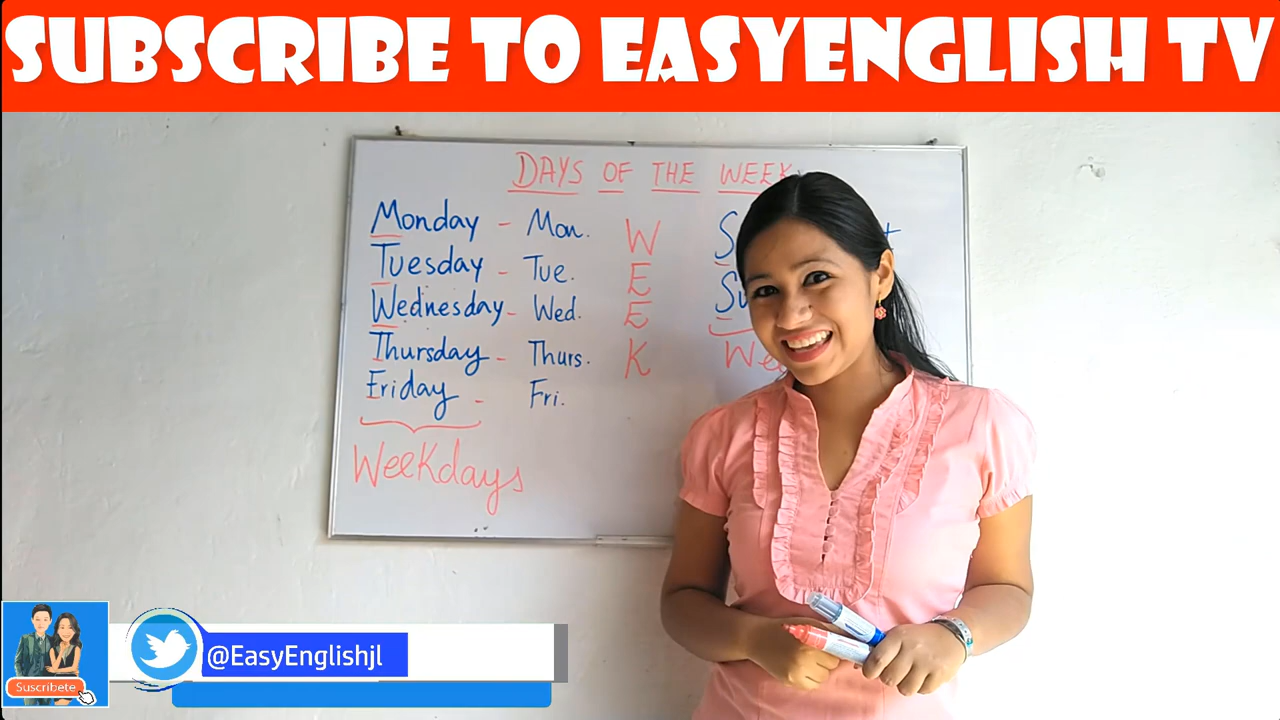 SUBSCRIBE TO EASYENGLISH TV
DAYS OF THE WEEK
Monday - Mon.
Tuesday - Tue.
Wednesday - Wed.
Thursday - Thurs.
Friday - Fri.
Weekdays
W
E
E
K
@EasyEnglishjl
Suscribete